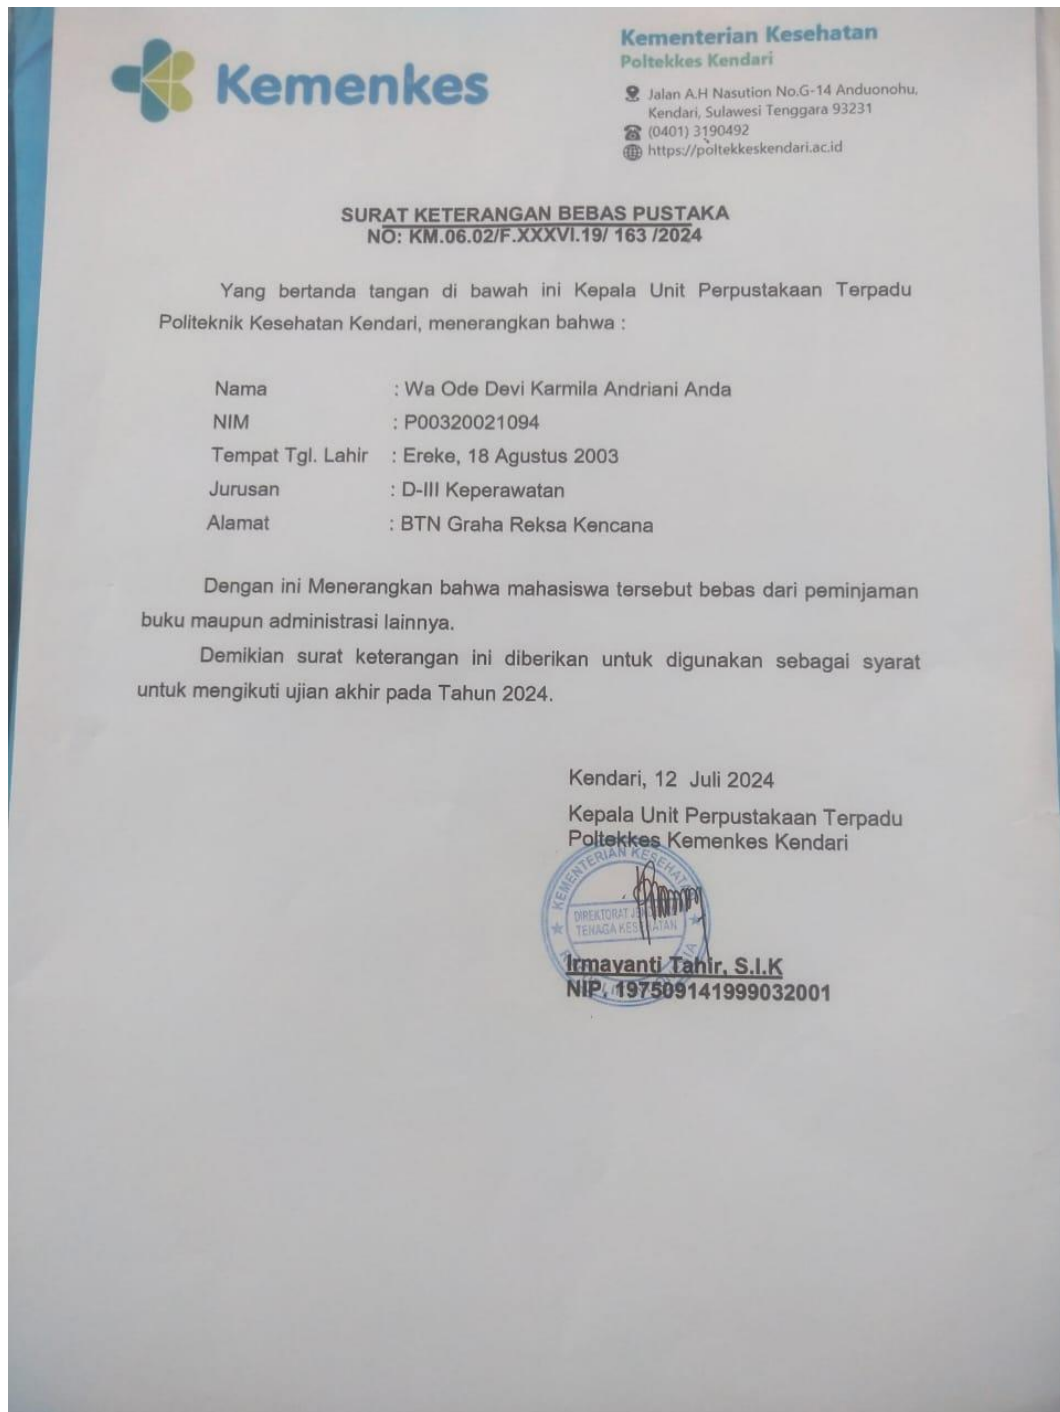 Kemenkes
Kementerian Kesehatan
Poltekkes Kendari
Jalan A.H Nasution No.G-14 Anduonohu,
Kendari, Sulawesi Tenggara 93231
(0401) 3190492
https://poltekkeskendari.ac.id
SURAT KETERANGAN BEBAS PUSTAKA
NO: KM.06.02/F.XXXVI.19/ 163 /2024
Yang bertanda tangan di bawah ini Kepala Unit Perpustakaan Terpadu
Politeknik Kesehatan Kendari, menerangkan bahwa :
Nama : Wa Ode Devi Karmila Andriani Anda
NIM : P00320021094
Tempat Tgl. Lahir : Ereke, 18 Agustus 2003
Jurusan : D-III Keperawatan
Alamat : BTN Graha Reksa Kencana
Dengan ini Menerangkan bahwa mahasiswa tersebut bebas dari peminjaman
buku maupun administrasi lainnya.
Demikian surat keterangan ini diberikan untuk digunakan sebagai syarat
untuk mengikuti ujian akhir pada Tahun 2024.
Kendari, 12 Juli 2024
Kepala Unit Perpustakaan Terpadu
Poltekkes Kemenkes Kendari
KEMENTERIAN KESEHATAN
DIREKTORAT
TENAGA KESEHATAN
Irmayanti Tahir, S.I.K
NIP. 197509141999032001